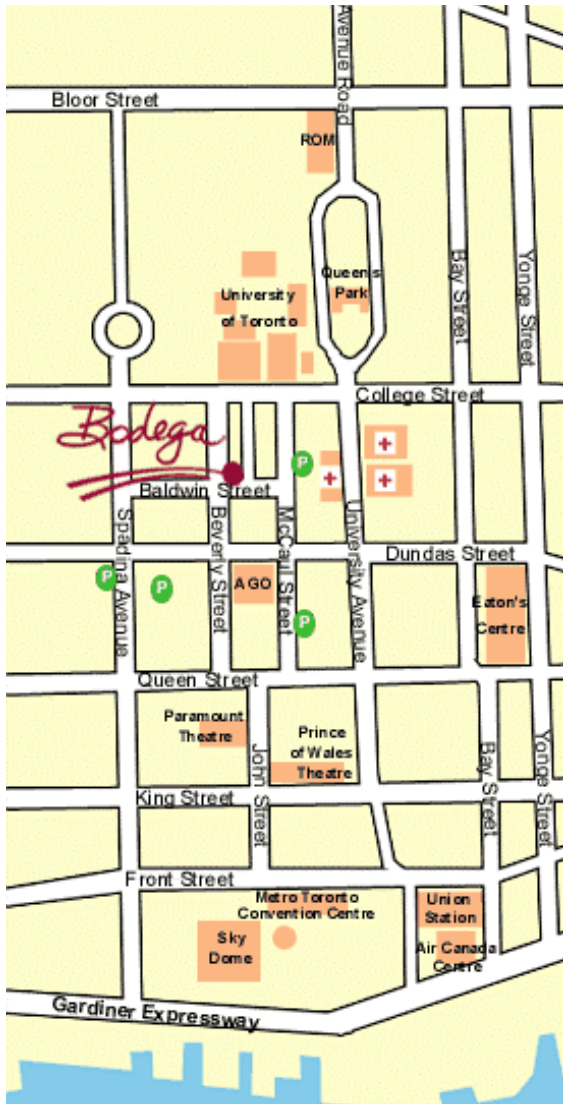 Avenue Road
Bloor Street
ROM
Bay Street
Yonge Street
Queen's
Park
University
of Toronto
College Street
Bodega
P
Baldwin Street
Spadina Avenue
Beverly Street
McCaul Street
University Avenue
Dundas Street
P
P
AGO
P
Eaton's
Centre
Queen Street
Paramount
Theatre
John Street
Prince
of Wales
Theatre
Bay Street
Yonge Street
King Street
Front Street
Metro Toronto
Convention Centre
Union
Station
Sky
Dome
Air Canada
Centre
Gardiner Expressway